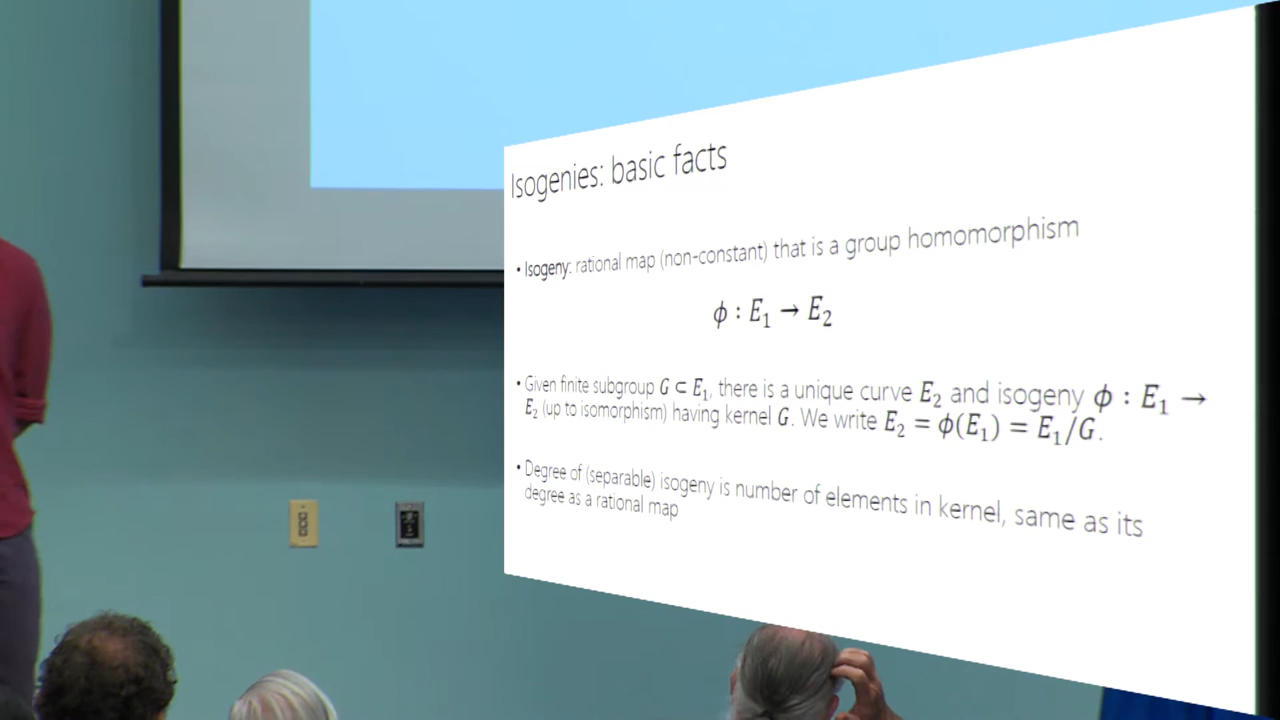 Isogenies: basic facts
• Isogeny: rational map (non-constant) that is a group homomorphism
ϕ : E₁ → E₂
• Given finite subgroup G ⊂ E₁, there is a unique curve E₂ and isogeny ϕ : E₁ →
E₂ (up to isomorphism) having kernel G. We write E₂ = ϕ(E₁) = E₁/G.
• Degree of (separable) isogeny is number of elements in kernel, same as its
degree as a rational map